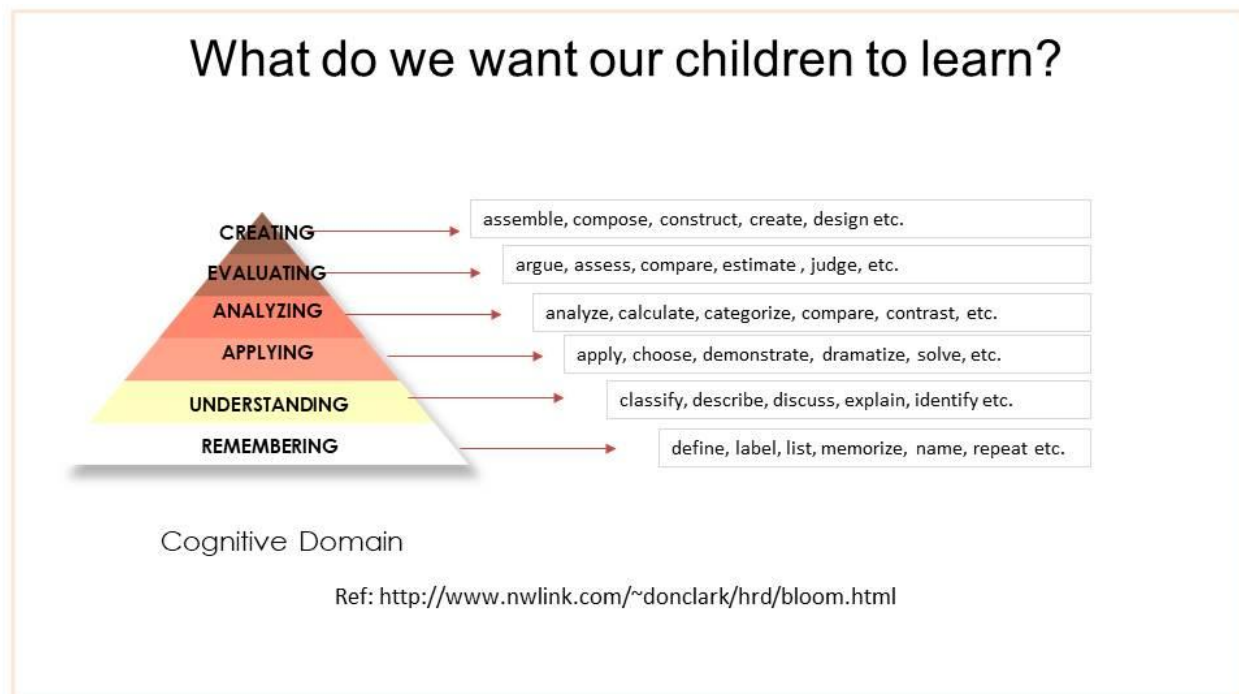 What do we want our children to learn?
CREATING
assemble, compose, construct, create, design etc.
EVALUATING
argue, assess, compare, estimate , judge, etc.
ANALYZING
analyze, calculate, categorize, compare, contrast, etc.
APPLYING
apply, choose, demonstrate, dramatize, solve, etc.
UNDERSTANDING
classify, describe, discuss, explain, identify etc.
REMEMBERING
define, label, list, memorize, name, repeat etc.
Cognitive Domain
Ref: http://www.nwlink.com/~donclark/hrd/bloom.html